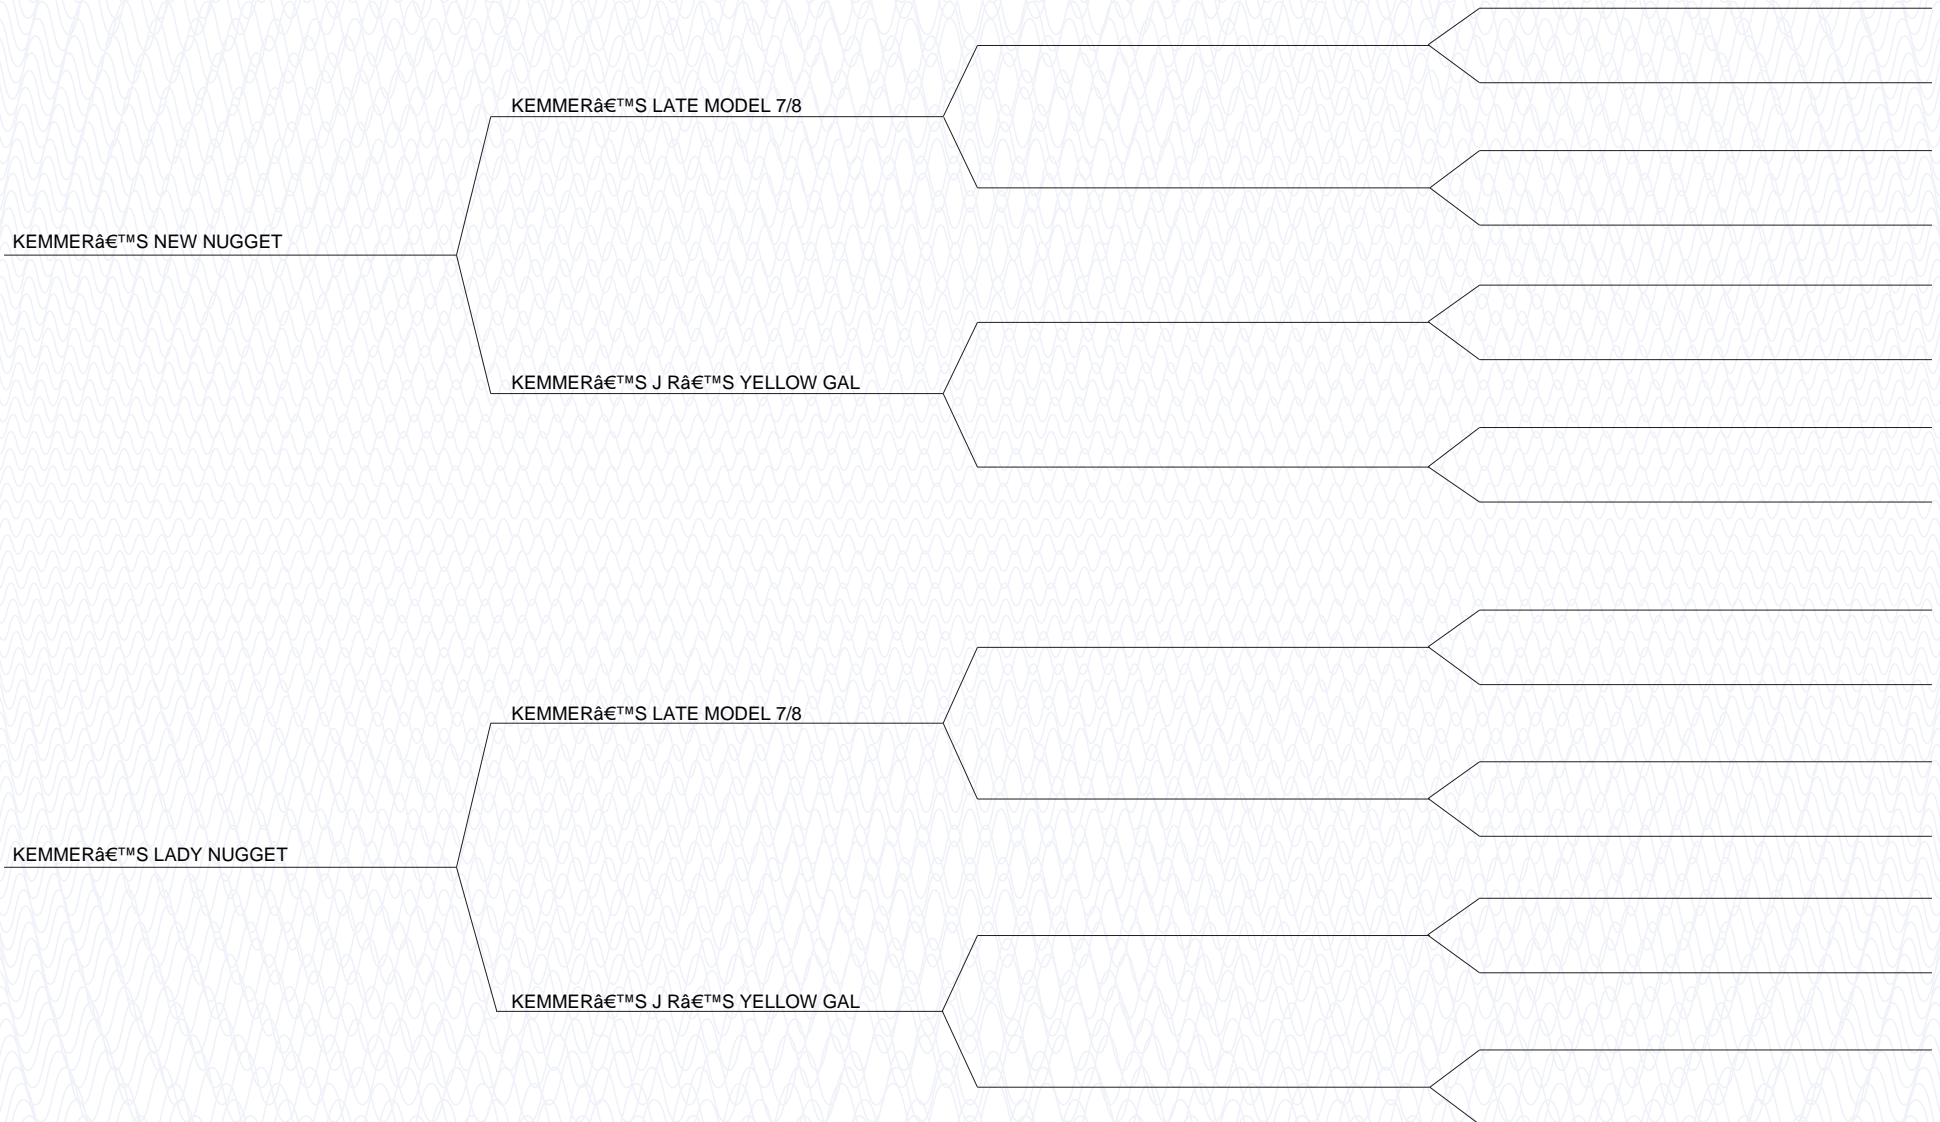 KEMMERâ€™S LATE MODEL 7/8
KEMMERâ€™S NEW NUGGET
KEMMERâ€™S J Râ€™S YELLOW GAL
KEMMERâ€™S LATE MODEL 7/8
KEMMERâ€™S LADY NUGGET
KEMMERâ€™S J Râ€™S YELLOW GAL